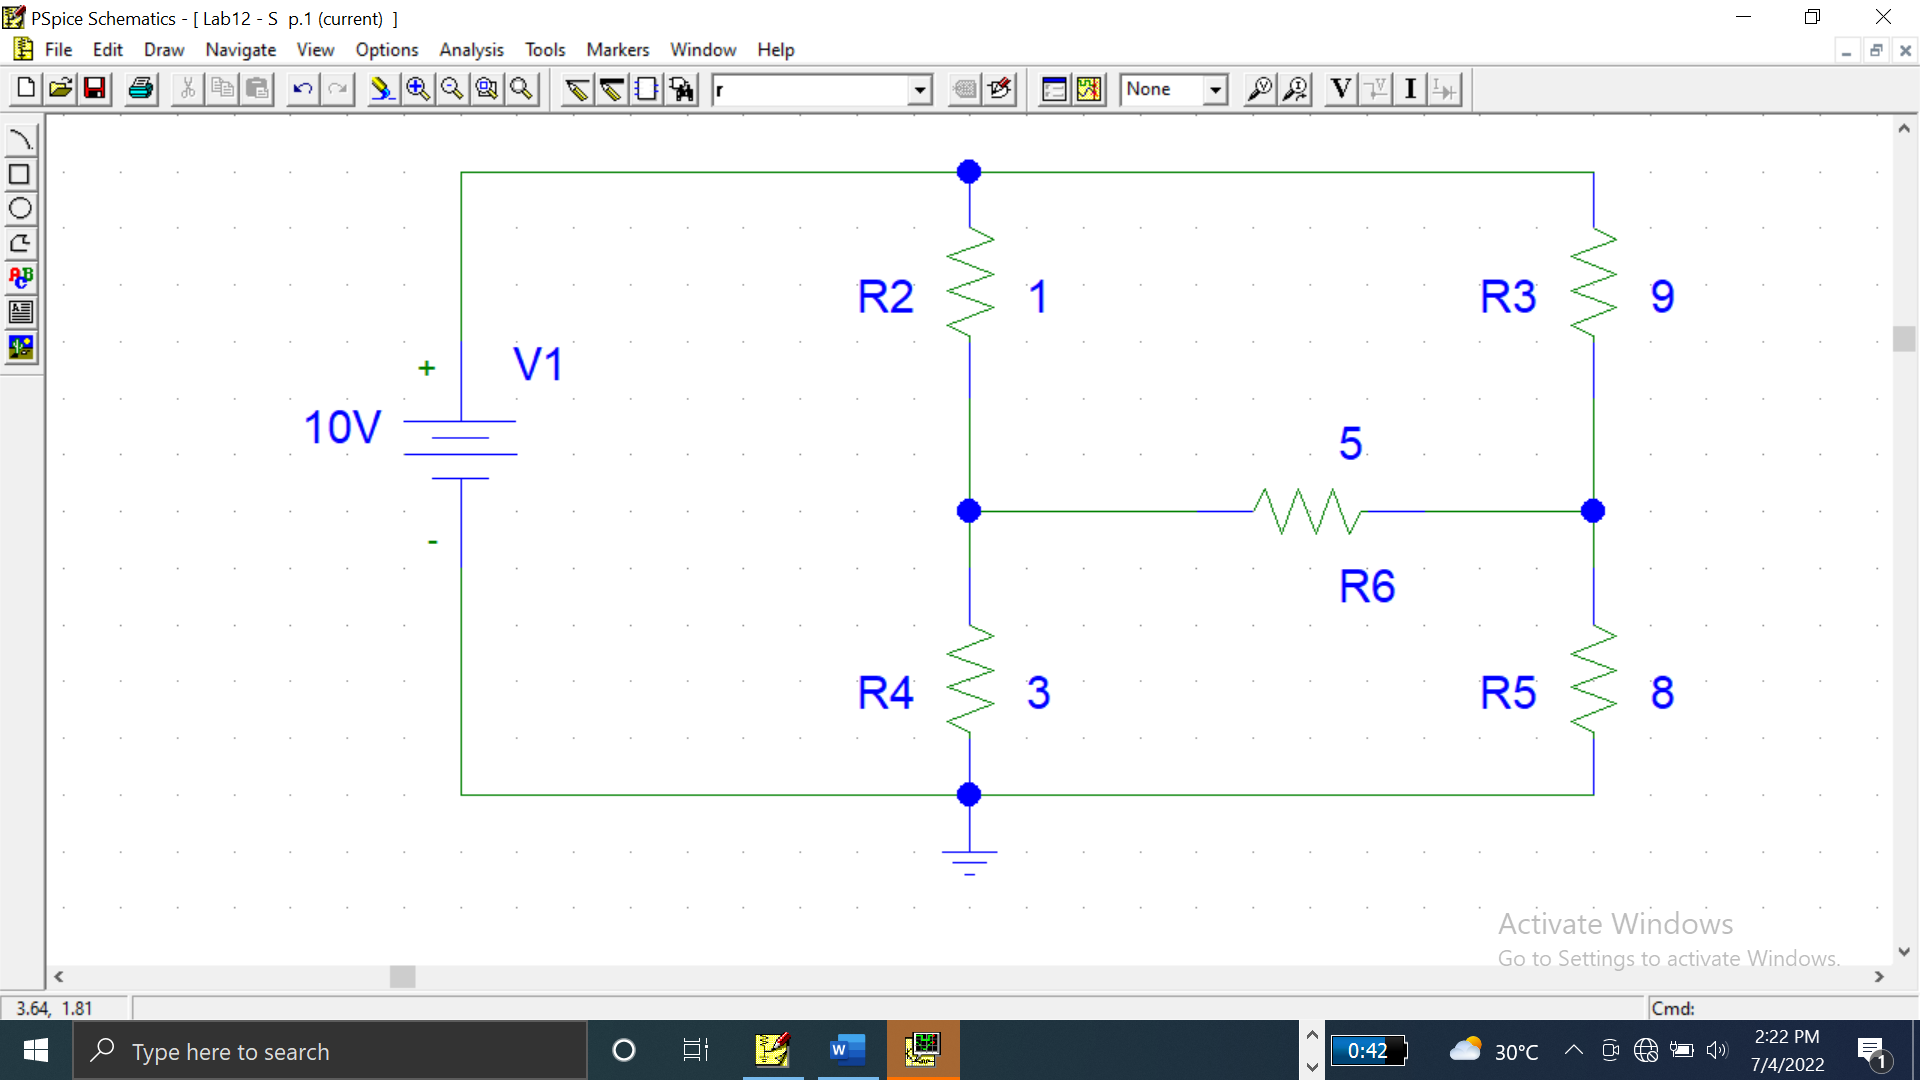 PSpice Schematics - [ Lab12 - S  p.1 (current)  ]
File Edit Draw Navigate View Options Analysis Tools Markers Window Help
r
None
V
V
I
I
ABC
A
R2 1
R3 9
+
V1
10V
5
-
R6
R4 3
R5 8
Activate Windows
Go to Settings to activate Windows.
3.64, 1.81
Cmd:
Type here to search
W
0:42
30°C
2:22 PM
7/4/2022
1